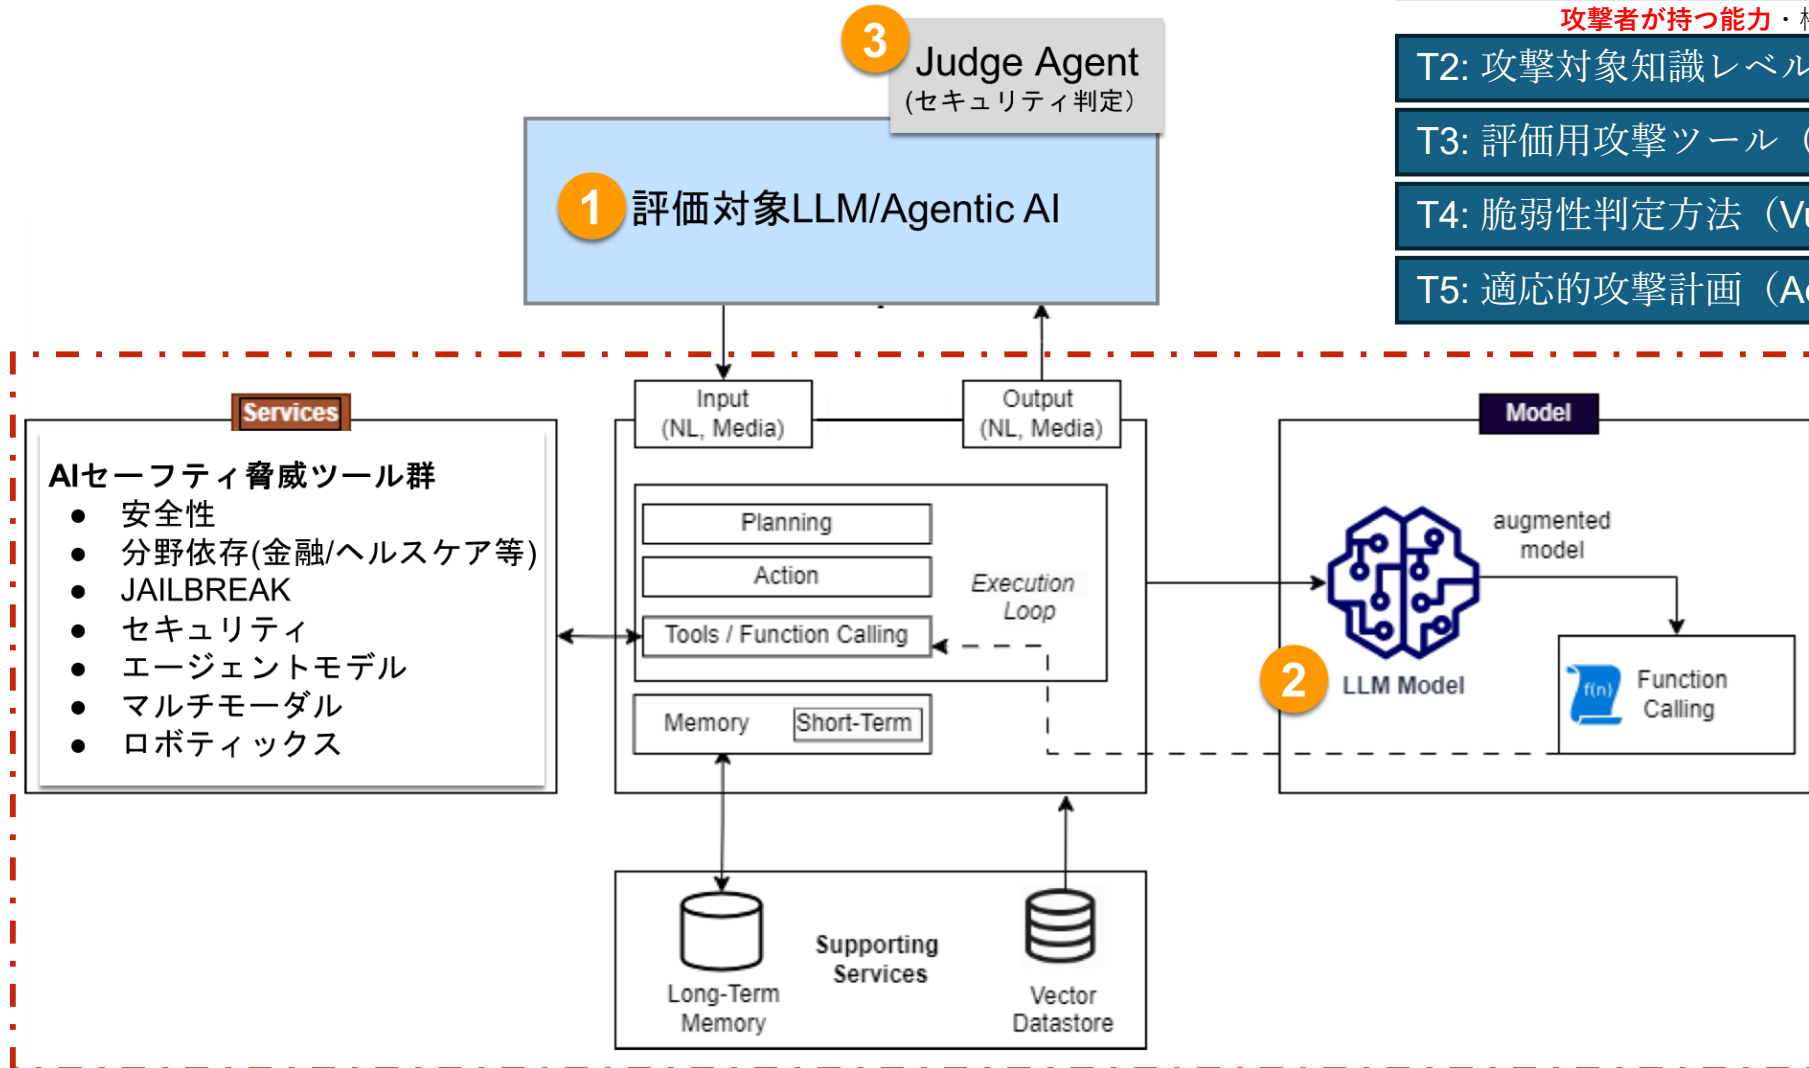 攻撃者が持つ能力・
T2: 攻撃対象知識レベル
T3: 評価用攻撃ツール（
T4: 脆弱性判定方法（Vu
T5: 適応的攻撃計画（Ad
3
Judge Agent
(セキュリティ判定）
1
評価対象LLM/Agentic AI
Services
AIセーフティ脅威ツール群
● 安全性
● 分野依存(金融/ヘルスケア等)
● JAILBREAK
● セキュリティ
● エージェントモデル
● マルチモーダル
● ロボティックス
Input
(NL, Media)
Output
(NL, Media)
Planning
Action
Tools / Function Calling
Execution
Loop
Memory
Short-Term
Model
augmented
model
2
LLM Model
f(n)
Function
Calling
Long-Term
Memory
Supporting
Services
Vector
Datastore